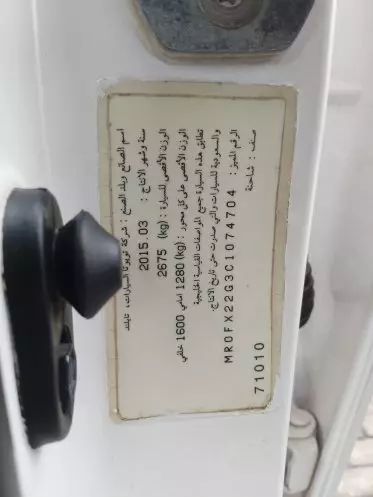 اسم الصانع وبلد الصنع : شركة تويوتا للسيارات، تايلند
سنة وشهر الانتاج : 2015.03
الوزن الأقصى للسيارة : (kg) 2675
الوزن الأقصى على كل محور : (kg) 1280 أمامي 1600 خلفي
تطابق هذه السيارة جميع المواصفات القياسية الخليجية
والسعودية للسيارات والتي صدرت حتى تاريخ الانتاج.
الرقم المميز : MR0FX22G3C1074704
صنف : شاحنة
71010